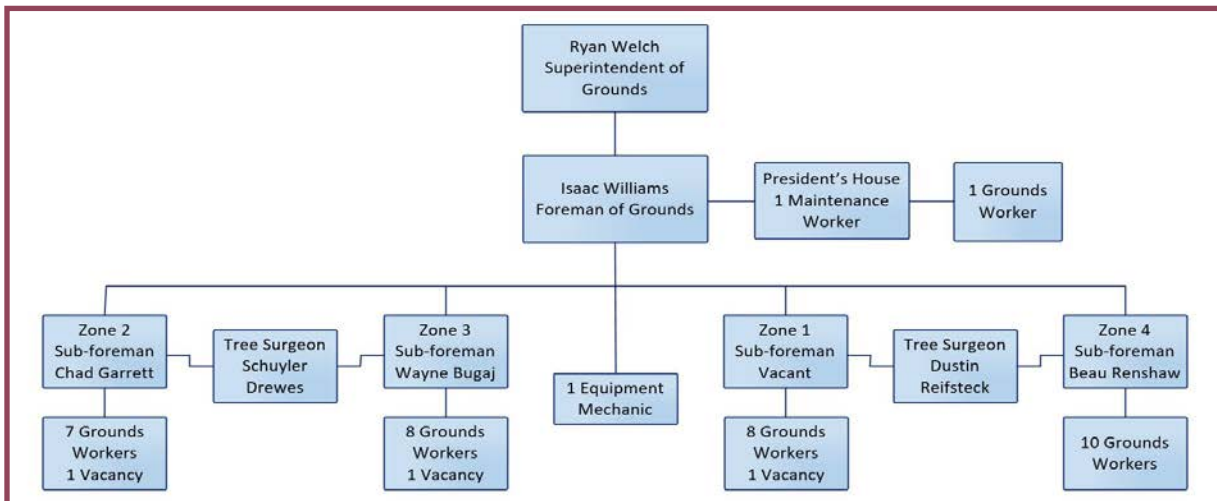 Ryan Welch
Superintendent of
Grounds
Isaac Williams
Foreman of Grounds
President's House
1 Maintenance
Worker
1 Grounds
Worker
Zone 2
Sub-foreman
Chad Garrett
Tree Surgeon
Schuyler
Drewes
Zone 3
Sub-foreman
Wayne Bugaj
1 Equipment
Mechanic
Zone 1
Sub-foreman
Vacant
Tree Surgeon
Dustin
Reifsteck
Zone 4
Sub-foreman
Beau Renshaw
7 Grounds
Workers
1 Vacancy
8 Grounds
Workers
1 Vacancy
8 Grounds
Workers
1 Vacancy
10 Grounds
Workers